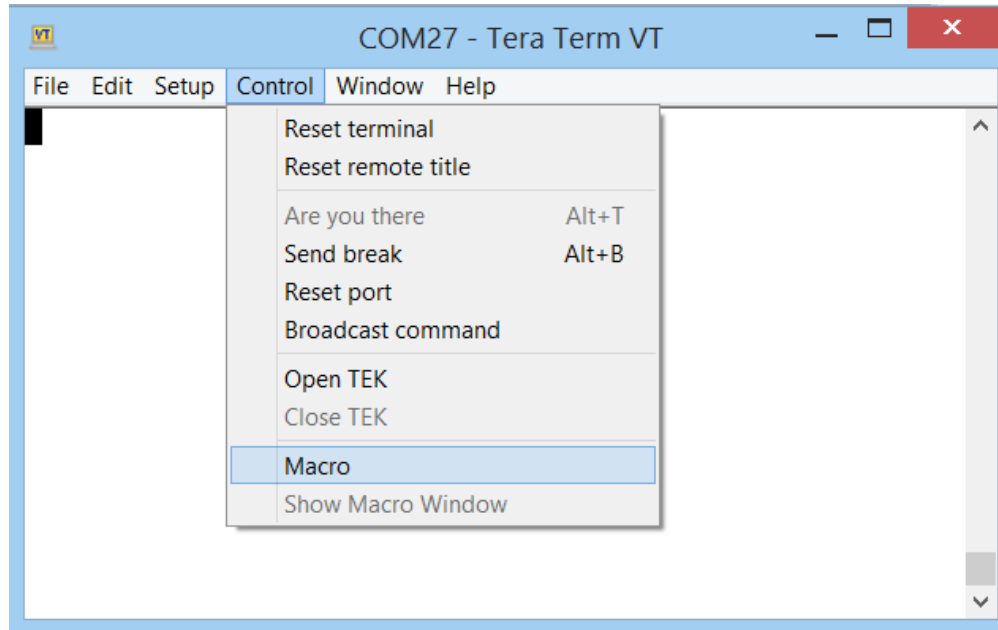 VT
COM27 - Tera Term VT
File Edit Setup Control Window Help
Reset terminal
Reset remote title
Are you there Alt+T
Send break Alt+B
Reset port
Broadcast command
Open TEK
Close TEK
Macro
Show Macro Window